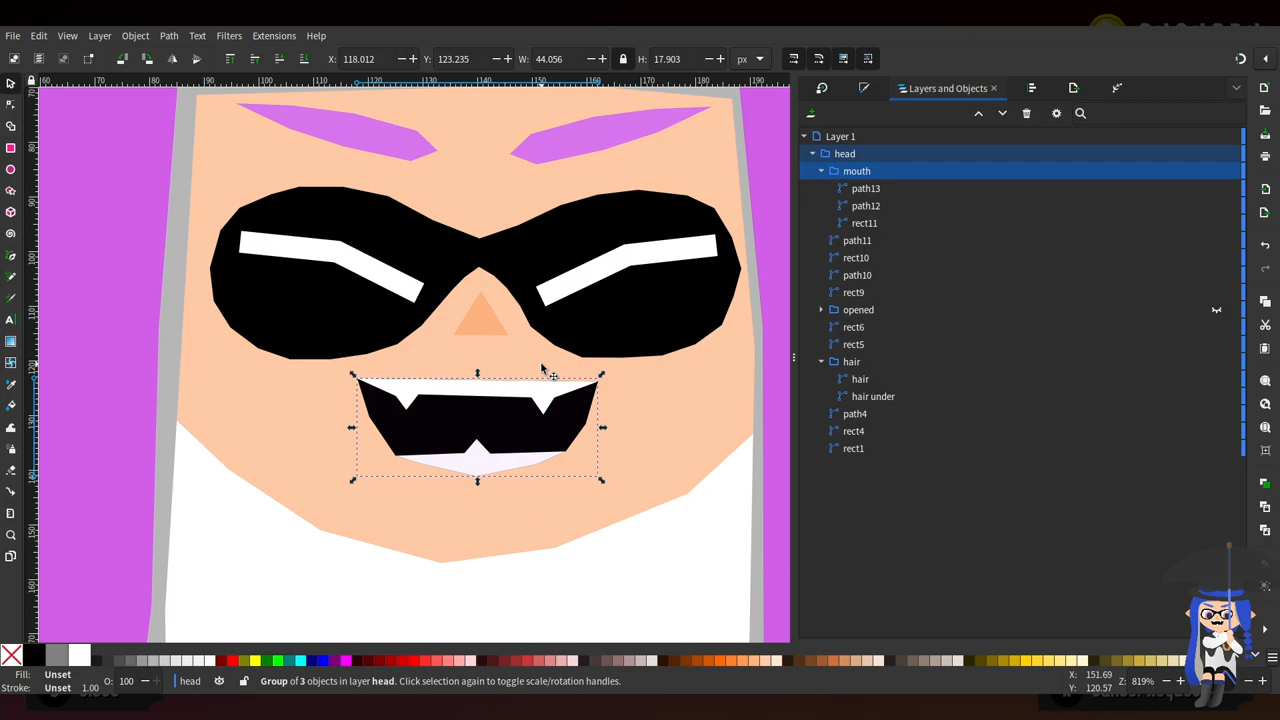 File Edit View Layer Object Path Text Filters Extensions Help
X: 118.012 Y: 123.235 W: 44.056 H: 17.903 px
Layers and Objects
Layer 1
head
mouth
path13
path12
rect11
path11
rect10
path10
rect9
opened
rect6
rect5
hair
hair
hair under
path4
rect4
rect1
Fill: Unset
Stroke: Unset 1.00
O: 100
head
Group of 3 objects in layer head. Click selection again to toggle scale/rotation handles.
X: 151.69
Y: 120.57
Z: 819%